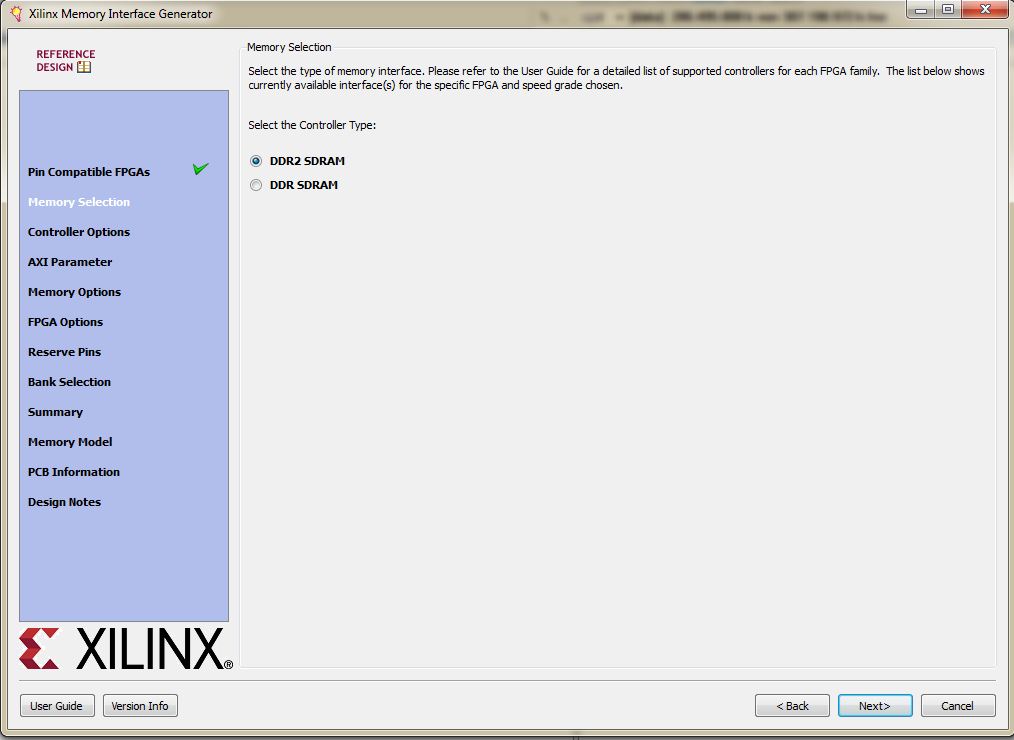 Xilinx Memory Interface Generator
REFERENCE
DESIGN
Pin Compatible FPGAs
Memory Selection
Controller Options
AXI Parameter
Memory Options
FPGA Options
Reserve Pins
Bank Selection
Summary
Memory Model
PCB Information
Design Notes
XILINX®
Memory Selection
Select the type of memory interface. Please refer to the User Guide for a detailed list of supported controllers for each FPGA family. The list below shows
currently available interface(s) for the specific FPGA and speed grade chosen.
Select the Controller Type:
DDR2 SDRAM
DDR SDRAM
User Guide
Version Info
< Back
Next>
Cancel